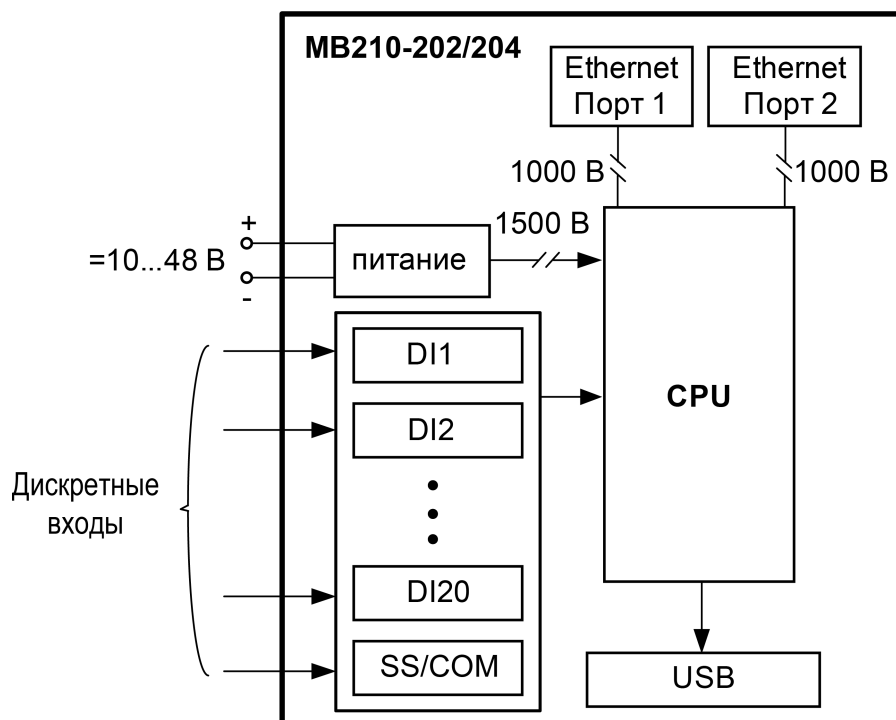 МВ210-202/204
Ethernet
Порт 1
Ethernet
Порт 2
1000 В
1000 В
1500 В
+
=10...48 В
-
питание
DI1
DI2
CPU
Дискретные
входы
DI20
SS/COM
USB